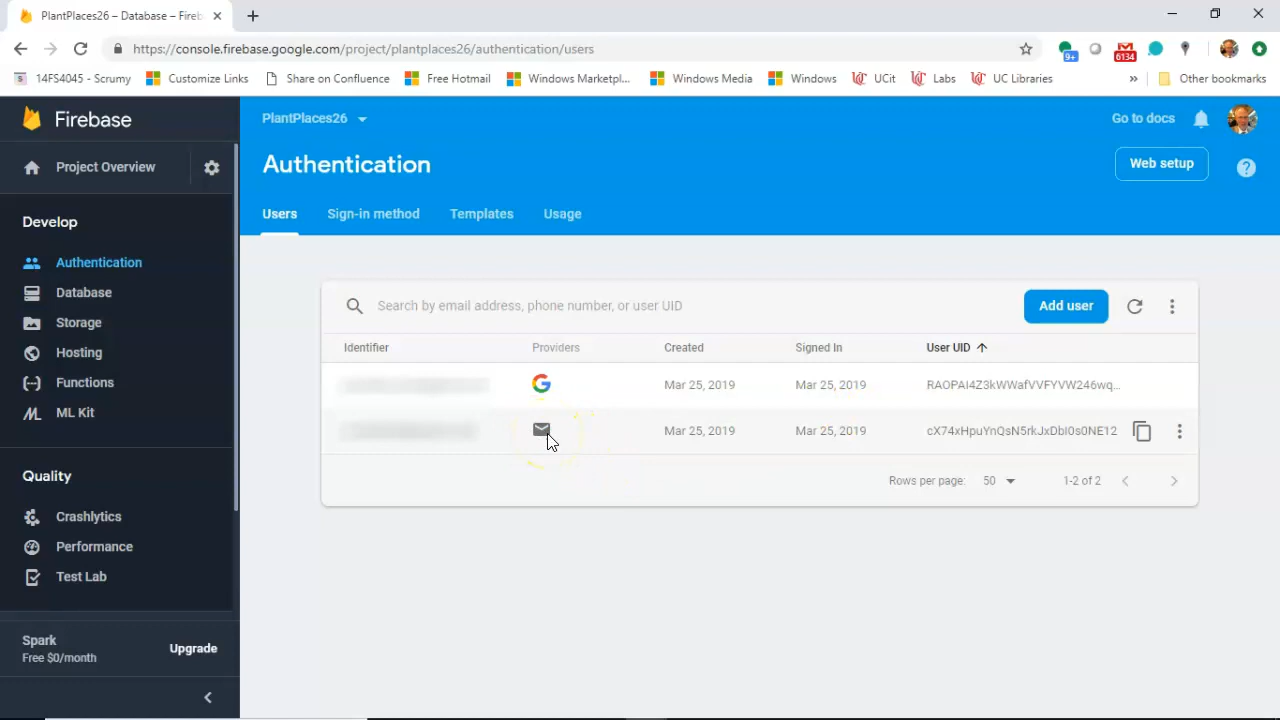 PlantPlaces26 – Database – Fireb
https://console.firebase.google.com/project/plantplaces26/authentication/users
9+
6134
14FS4045 - Scrumy
Customize Links
Share on Confluence
Free Hotmail
Windows Marketpl...
Windows Media
Windows
UCit
Labs
UC Libraries
»
Other bookmarks
Firebase
PlantPlaces26
Go to docs
Project Overview
Authentication
Web setup
?
Develop
Users
Sign-in method
Templates
Usage
Authentication
Database
Storage
Hosting
Functions
ML Kit
Search by email address, phone number, or user UID
Add user
Identifier
Providers
Created
Signed In
User UID
Mar 25, 2019
Mar 25, 2019
RAOPAI4Z3kWWafVVFYVW246wq...
Mar 25, 2019
Mar 25, 2019
cX74xHpuYnQsN5rkJxDbI0s0NE12
Rows per page:
50
1-2 of 2
Quality
Crashlytics
Performance
Test Lab
Spark
Free $0/month
Upgrade